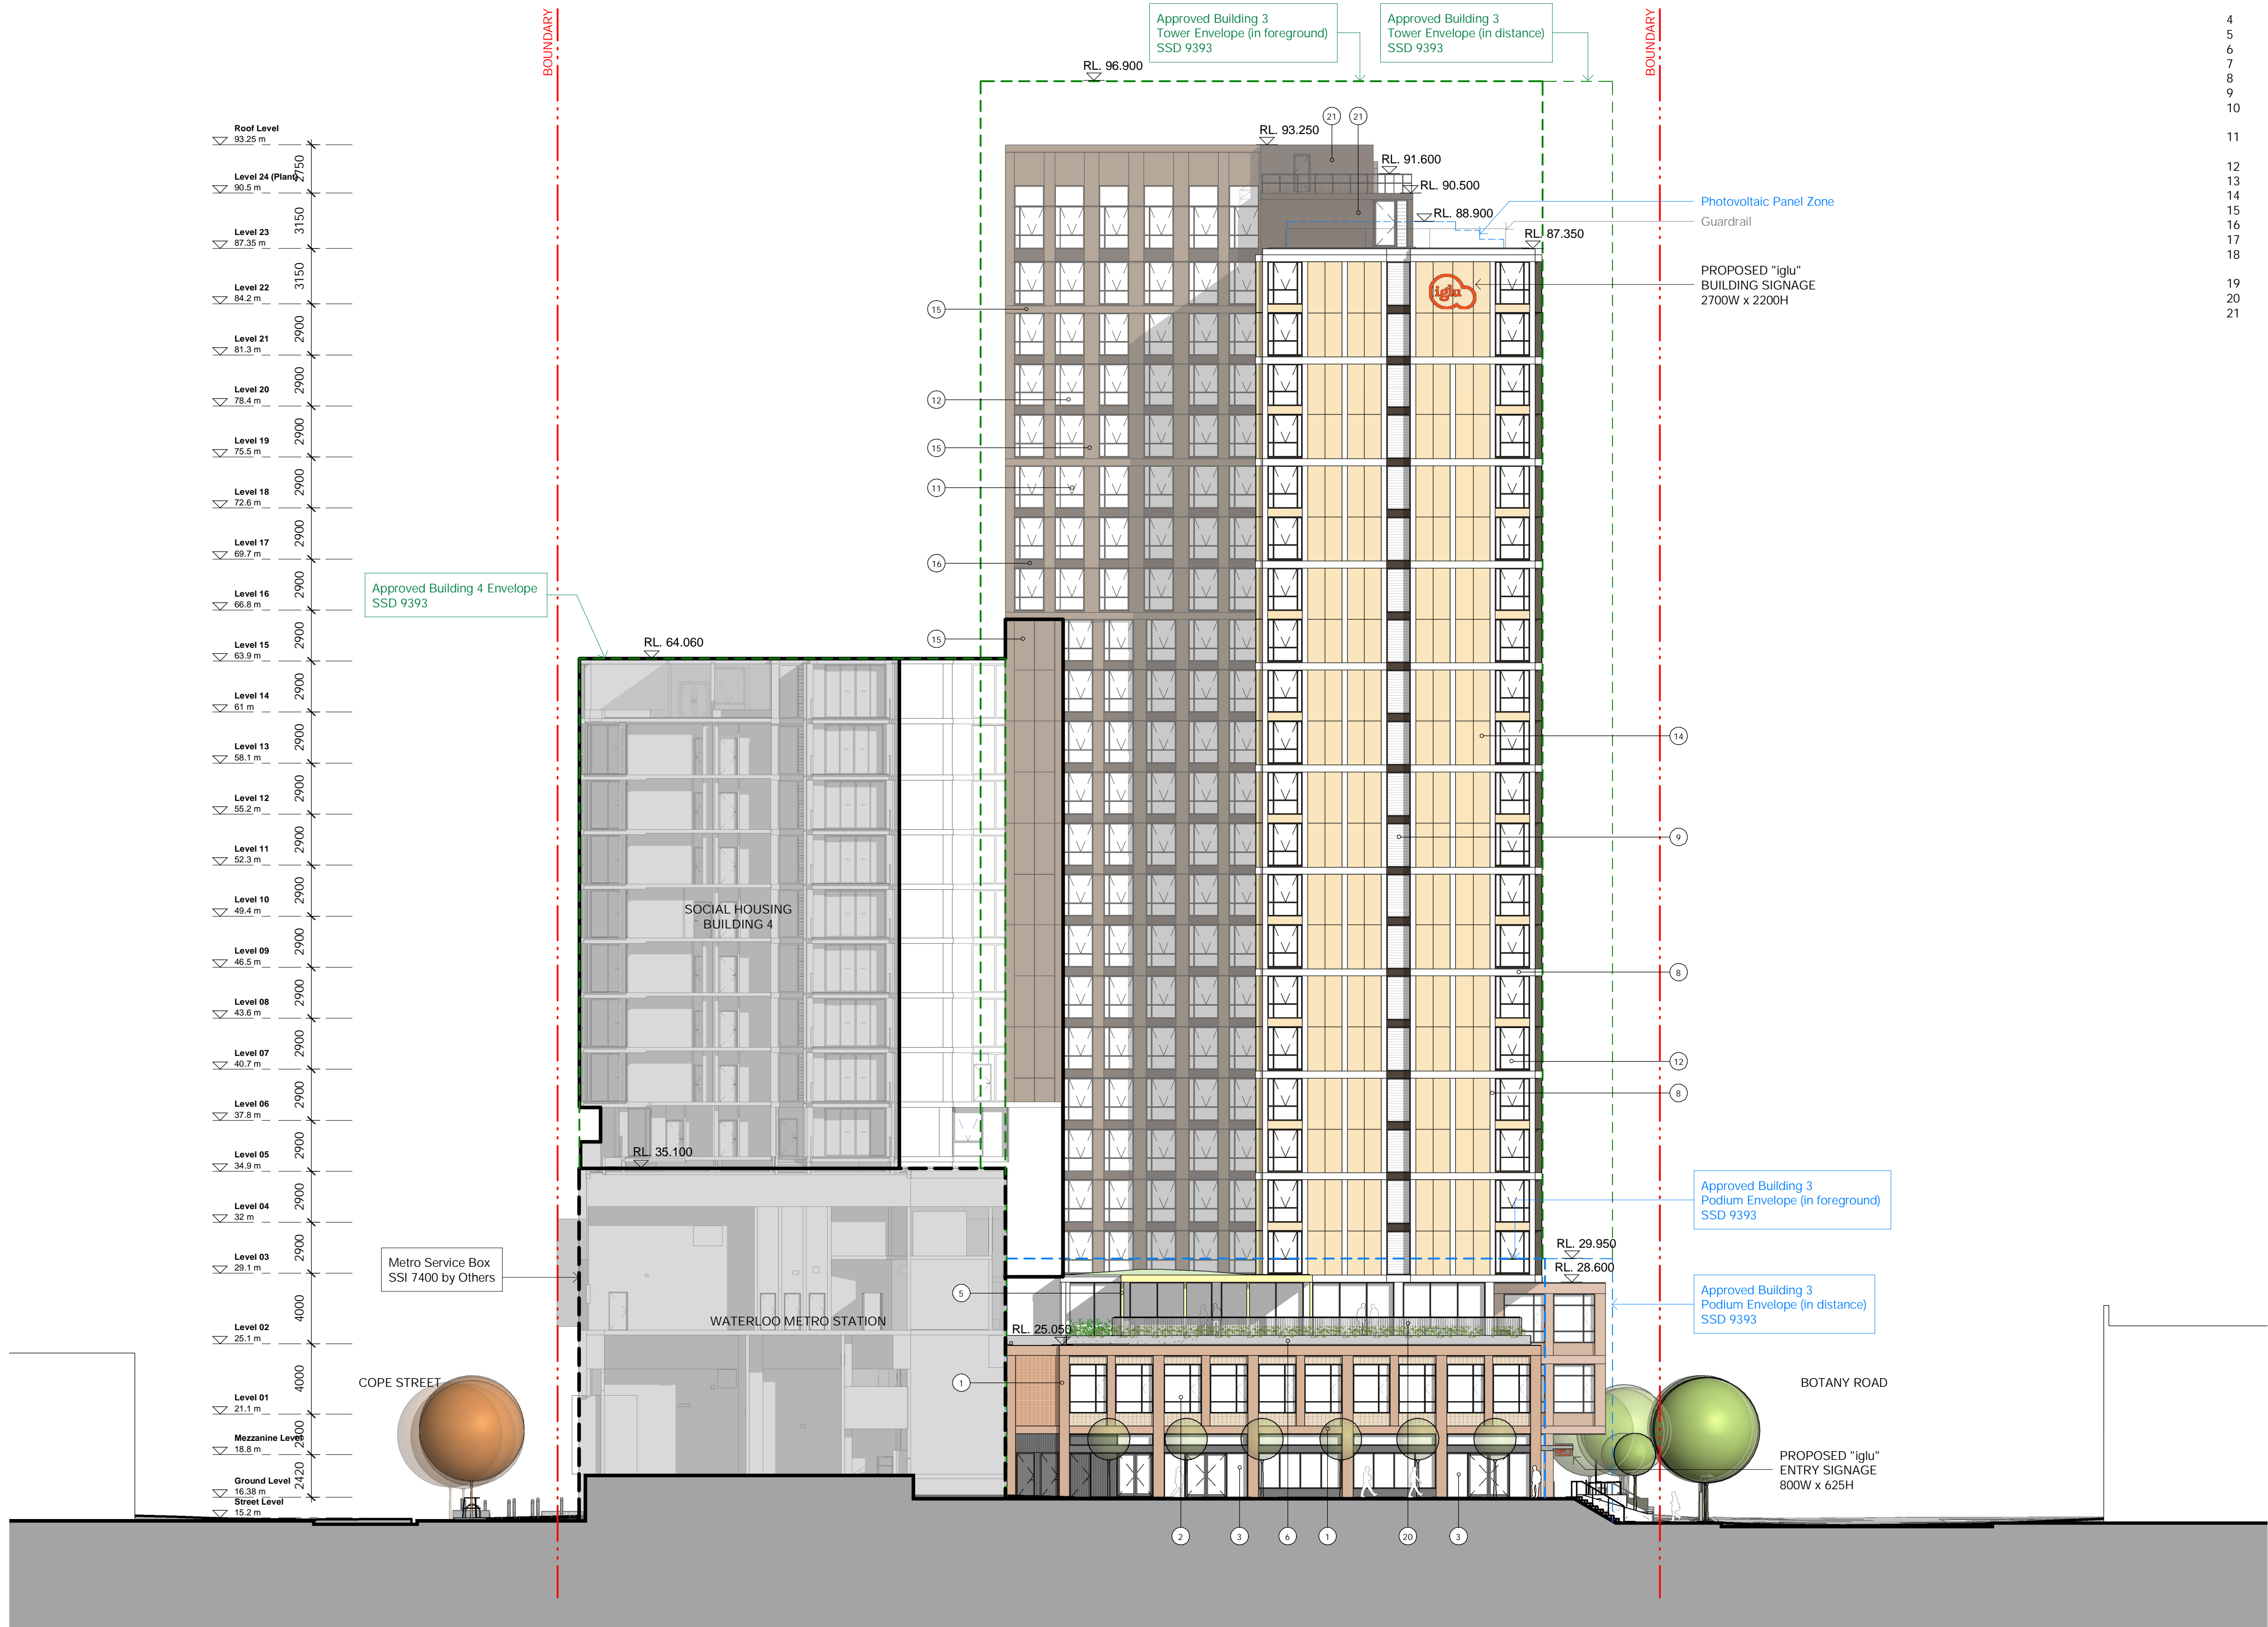 BOUNDARY
Approved Building 3
Tower Envelope (in foreground)
SSD 9393
Approved Building 3
Tower Envelope (in distance)
SSD 9393
BOUNDARY
4
5
6
7
8
9
10
11
12
13
14
15
16
17
18
19
20
21
RL. 96.900
21
21
RL. 93.250
RL. 91.600
RL. 90.500
RL. 88.900
RL. 87.350
Photovoltaic Panel Zone
Guardrail
PROPOSED "iglu"
BUILDING SIGNAGE
2700W x 2200H
iglu
Roof Level
93.25 m
2750
Level 24 (Plant)
90.5 m
3150
Level 23
87.35 m
3150
Level 22
84.2 m
2900
Level 21
81.3 m
2900
Level 20
78.4 m
2900
Level 19
75.5 m
2900
Level 18
72.6 m
2900
Level 17
69.7 m
2900
Level 16
66.8 m
2900
Level 15
63.9 m
2900
Level 14
61 m
2900
Level 13
58.1 m
2900
Level 12
55.2 m
2900
Level 11
52.3 m
2900
Level 10
49.4 m
2900
Level 09
46.5 m
2900
Level 08
43.6 m
2900
Level 07
40.7 m
2900
Level 06
37.8 m
2900
Level 05
34.9 m
2900
Level 04
32 m
2900
Level 03
29.1 m
4000
Level 02
25.1 m
4000
Level 01
21.1 m
2300
Mezzanine Level
18.8 m
2420
Ground Level
16.38 m
Street Level
15.2 m
15
12
15
11
16
15
Approved Building 4 Envelope
SSD 9393
RL. 64.060
SOCIAL HOUSING
BUILDING 4
14
9
8
12
8
RL. 35.100
Approved Building 3
Podium Envelope (in foreground)
SSD 9393
Metro Service Box
SSI 7400 by Others
RL. 29.950
RL. 28.600
Approved Building 3
Podium Envelope (in distance)
SSD 9393
5
WATERLOO METRO STATION
RL. 25.050
COPE STREET
1
BOTANY ROAD
PROPOSED "iglu"
ENTRY SIGNAGE
800W x 625H
2
3
6
1
20
3